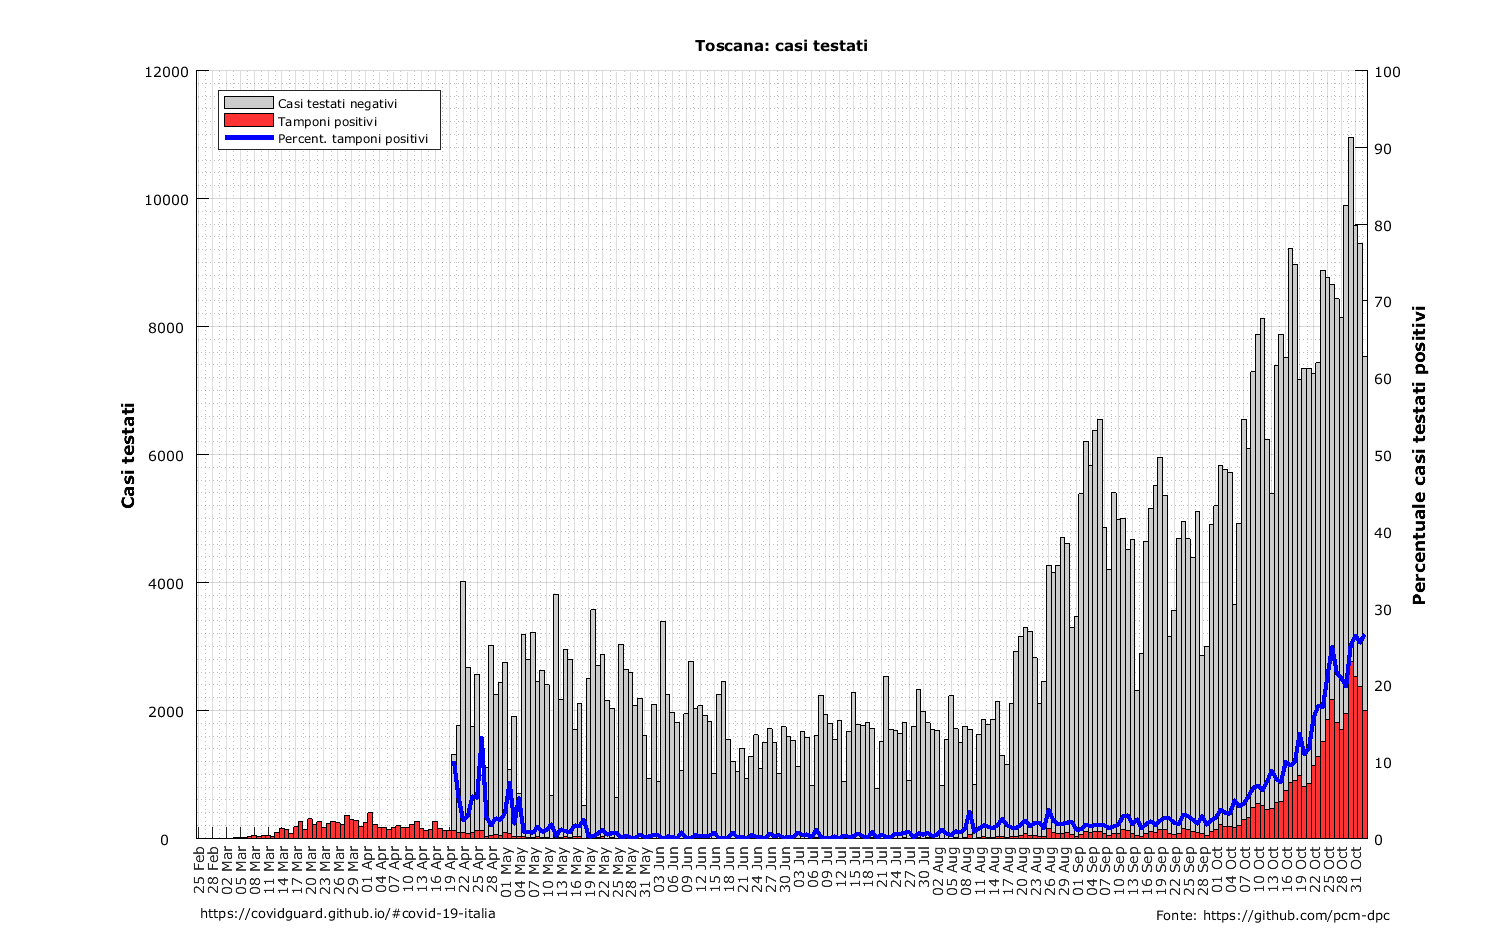 Toscana: casi testati
12000
10000
8000
6000
4000
2000
0
Casi testati
Casi testati negativi
Tamponi positivi
Percent. tamponi positivi
100
90
80
70
60
50
40
30
20
10
0
Percentuale casi testati positivi
25 Feb
28 Feb
02 Mar
05 Mar
08 Mar
11 Mar
14 Mar
17 Mar
20 Mar
23 Mar
26 Mar
29 Mar
01 Apr
04 Apr
07 Apr
10 Apr
13 Apr
16 Apr
19 Apr
22 Apr
25 Apr
28 Apr
01 May
04 May
07 May
10 May
13 May
16 May
19 May
22 May
25 May
28 May
31 May
03 Jun
06 Jun
09 Jun
12 Jun
15 Jun
18 Jun
21 Jun
24 Jun
27 Jun
30 Jun
03 Jul
06 Jul
09 Jul
12 Jul
15 Jul
18 Jul
21 Jul
24 Jul
27 Jul
30 Jul
02 Aug
05 Aug
08 Aug
11 Aug
14 Aug
17 Aug
20 Aug
23 Aug
26 Aug
29 Aug
01 Sep
04 Sep
07 Sep
10 Sep
13 Sep
16 Sep
19 Sep
22 Sep
25 Sep
28 Sep
01 Oct
04 Oct
07 Oct
10 Oct
13 Oct
16 Oct
19 Oct
22 Oct
25 Oct
28 Oct
31 Oct
https://covidguard.github.io/#covid-19-italia
Fonte: https://github.com/pcm-dpc